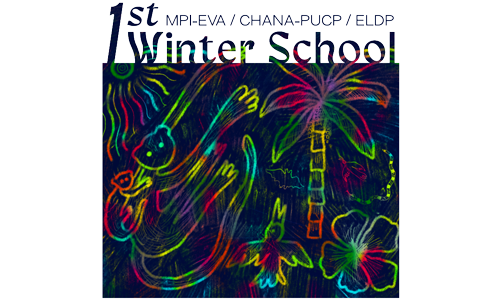 1st MPI-EVA / CHANA-PUCP / ELDP
Winter School